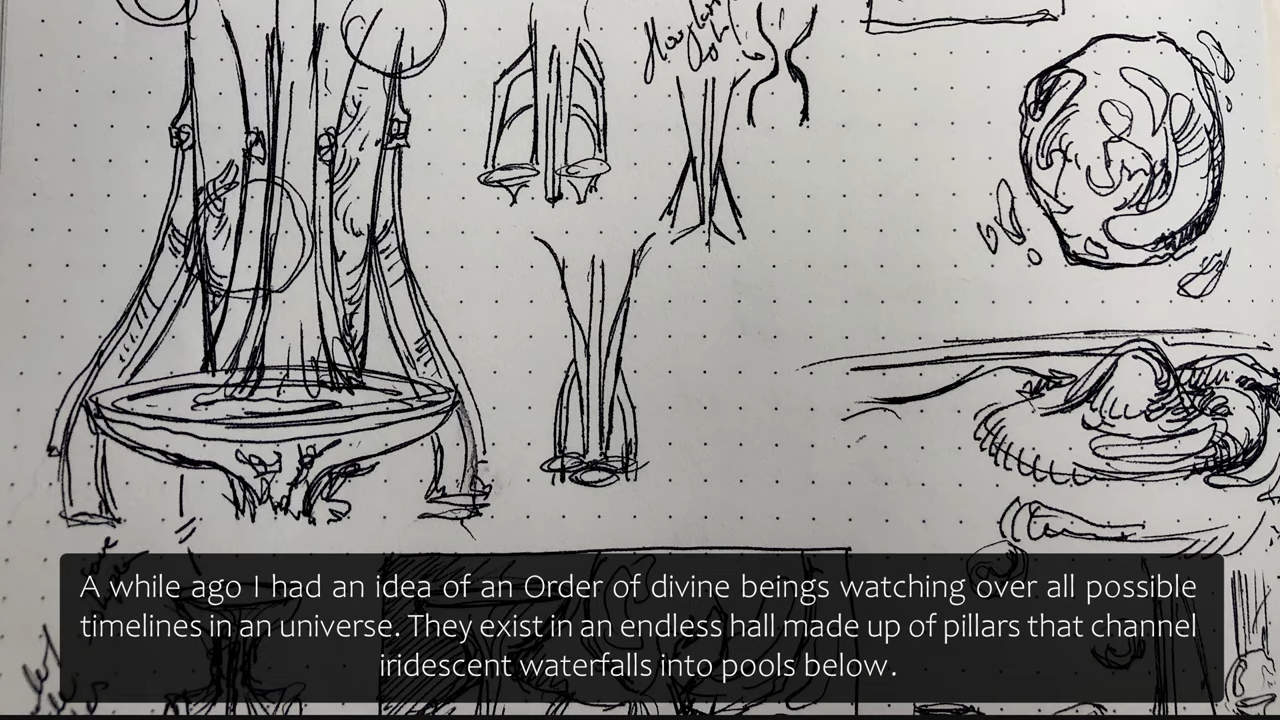 A while ago I had an idea of an Order of divine beings watching over all possible
timelines in an universe. They exist in an endless hall made up of pillars that channel
iridescent waterfalls into pools below.